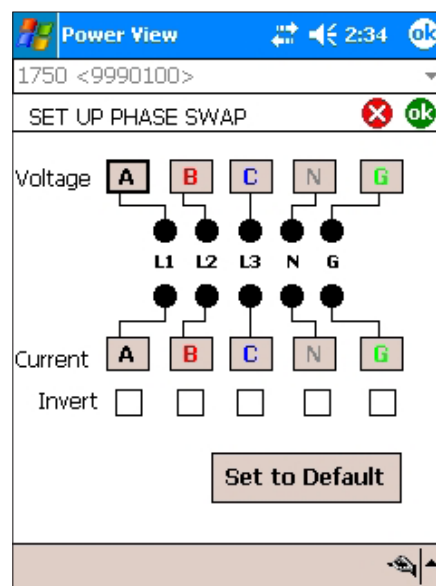 Power View 2:34 ok
1750 <9990100>
SET UP PHASE SWAP ok
Voltage A B C N G
L1 L2 L3 N G
Current A B C N G
Invert
Set to Default